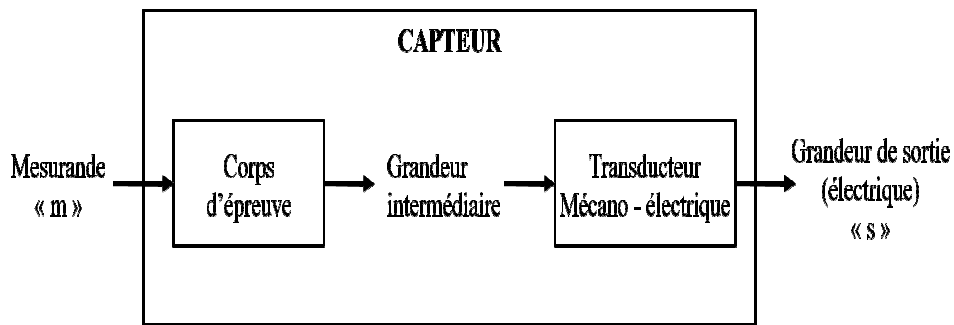 CAPTEUR
Mesurande
« m »
Corps
d'épreuve
Grandeur
intermédiaire
Transducteur
Mécano - électrique
Grandeur de sortie
(électrique)
« s »